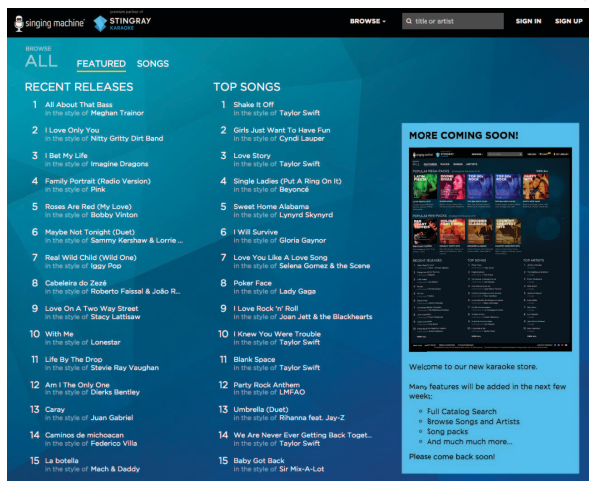 singing machine
premium partner of
STINGRAY
KARAOKE
BROWSE
title or artist
SIGN IN
SIGN UP
BROWSE
ALL
FEATURED
SONGS
RECENT RELEASES
1 All About That Bass
in the style of Meghan Trainor
2 I Love Only You
in the style of Nitty Gritty Dirt Band
3 I Bet My Life
in the style of Imagine Dragons
4 Family Portrait (Radio Version)
in the style of Pink
5 Roses Are Red (My Love)
in the style of Bobby Vinton
6 Maybe Not Tonight (Duet)
in the style of Sammy Kershaw & Lorrie ...
7 Real Wild Child (Wild One)
in the style of Iggy Pop
8 Cabeleira do Zezé
in the style of Roberto Faissal & João R...
9 Love On A Two Way Street
in the style of Stacy Lattisaw
10 With Me
in the style of Lonestar
11 Life By The Drop
in the style of Stevie Ray Vaughan
12 Am I The Only One
in the style of Dierks Bentley
13 Caray
in the style of Juan Gabriel
14 Caminos de michoacan
in the style of Federico Villa
15 La botella
in the style of Mach & Daddy
TOP SONGS
1 Shake It Off
in the style of Taylor Swift
2 Girls Just Want To Have Fun
in the style of Cyndi Lauper
3 Love Story
in the style of Taylor Swift
4 Single Ladies (Put A Ring On It)
in the style of Beyoncé
5 Sweet Home Alabama
in the style of Lynyrd Skynyrd
6 I Will Survive
in the style of Gloria Gaynor
7 Love You Like A Love Song
in the style of Selena Gomez & the Scene
8 Poker Face
in the style of Lady Gaga
9 I Love Rock 'n' Roll
in the style of Joan Jett & the Blackhearts
10 I Knew You Were Trouble
in the style of Taylor Swift
11 Blank Space
in the style of Taylor Swift
12 Party Rock Anthem
in the style of LMFAO
13 Umbrella (Duet)
in the style of Rihanna feat. Jay-Z
14 We Are Never Ever Getting Back Toget...
in the style of Taylor Swift
15 Baby Got Back
in the style of Sir Mix-A-Lot
MORE COMING SOON!
POPULAR MEGA PACKS
POPULAR MINI PACKS
RECENT RELEASES
TOP SONGS
TOP ARTISTS
Welcome to our new karaoke store.
Many features will be added in the next few
weeks:
Full Catalog Search
Browse Songs and Artists
Song packs
And much much more...
Please come back soon!